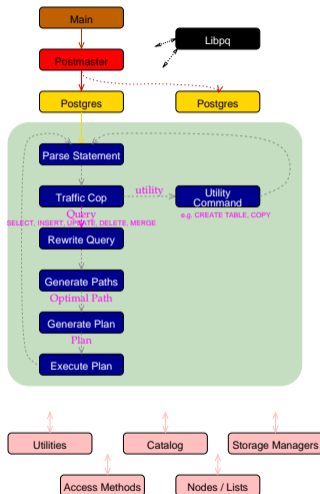 Main
Libpq
Postmaster
Postgres
Postgres
Parse Statement
utility
Traffic Cop
Utility
Command
Query
SELECT, INSERT, UPDATE, DELETE, MERGE
e.g. CREATE TABLE, COPY
Rewrite Query
Generate Paths
Optimal Path
Generate Plan
Plan
Execute Plan
Utilities
Catalog
Storage Managers
Access Methods
Nodes / Lists